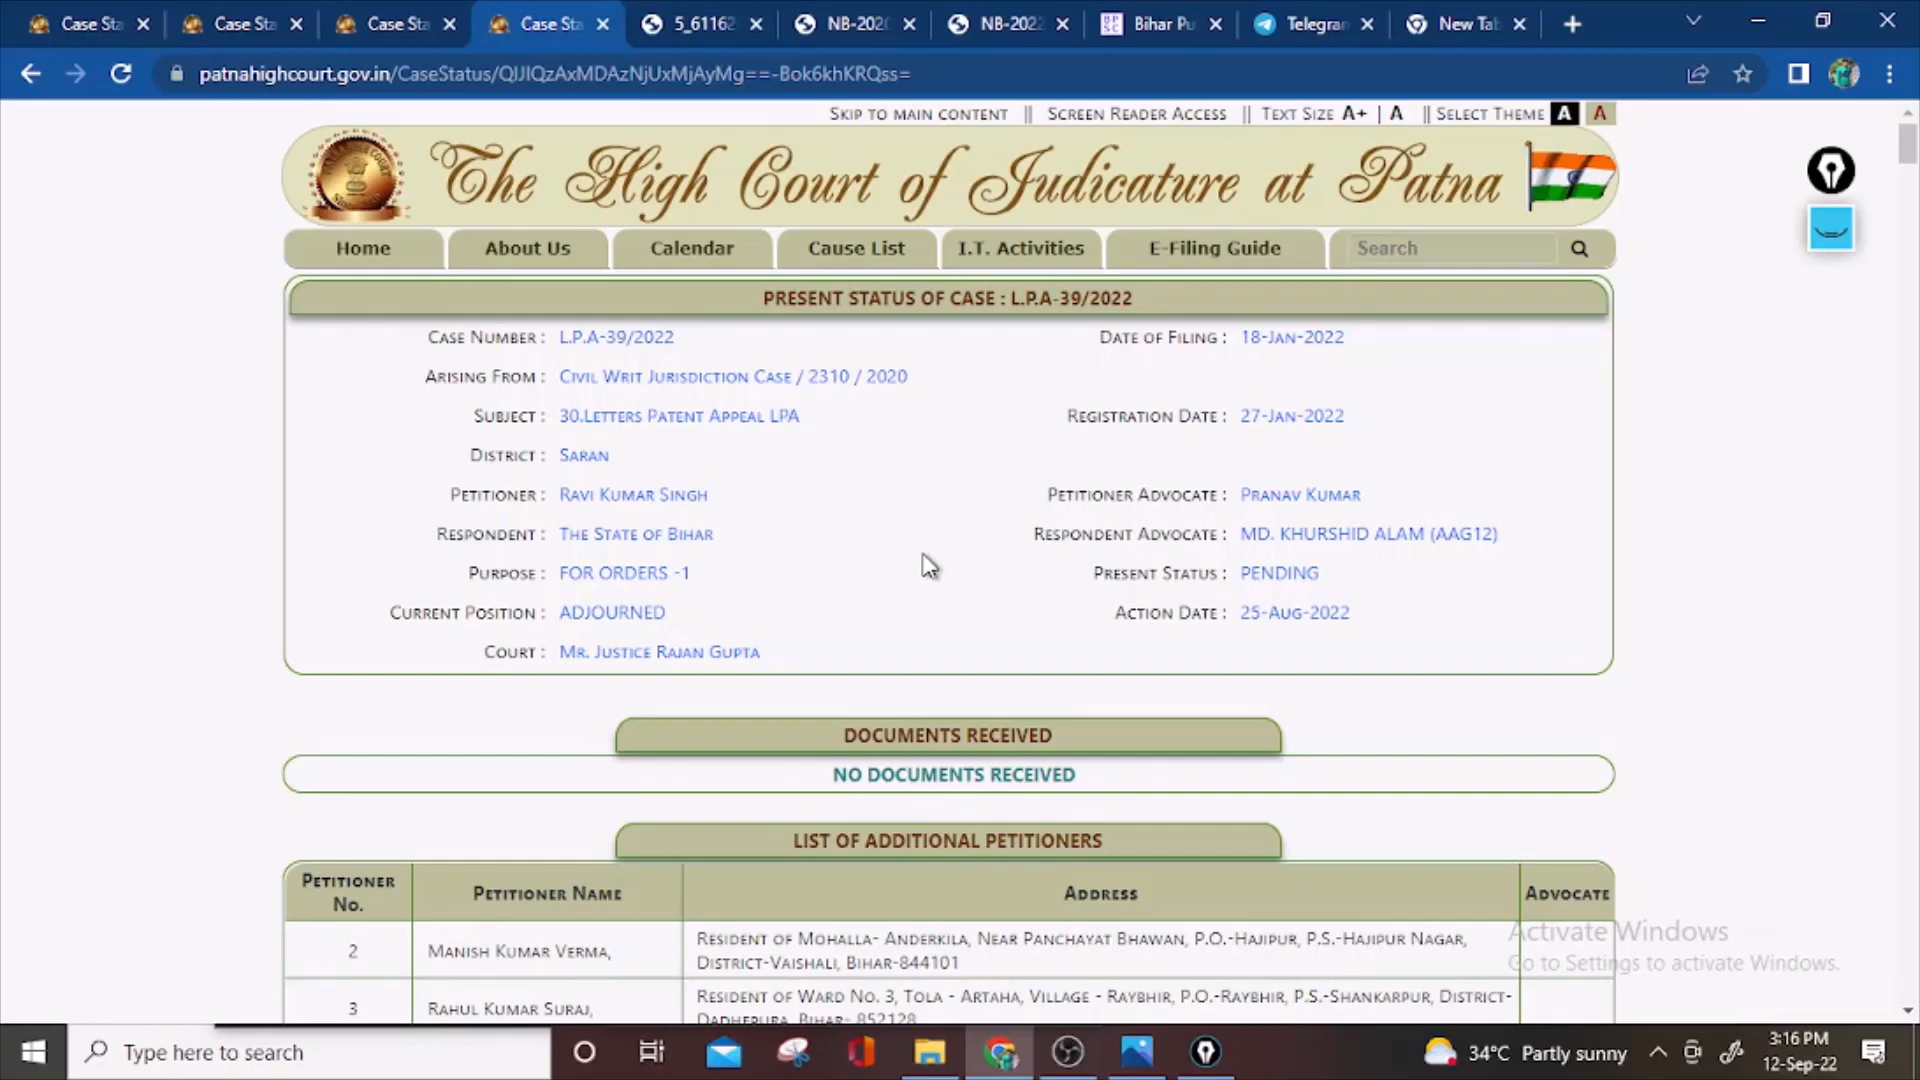 Case Sta
Case Sta
Case Sta
Case Sta
5_61162
NB-2020
NB-2022
Bihar Pu
Telegram
New Tab
patnahighcourt.gov.in/CaseStatus/QIJIQzAxMDAzNjUxMjAyMg==-Bok6khKRQss=
Skip to main content || Screen Reader Access || Text Size A+ | A || Select Theme A A
The High Court of Judicature at Patna
Home About Us Calendar Cause List I.T. Activities E-Filing Guide Search
PRESENT STATUS OF CASE : L.P.A-39/2022
Case Number : L.P.A-39/2022 Date of Filing : 18-Jan-2022
Arising From : Civil Writ Jurisdiction Case / 2310 / 2020
Subject : 30.Letters Patent Appeal LPA Registration Date : 27-Jan-2022
District : Saran
Petitioner : Ravi Kumar Singh Petitioner Advocate : Pranav Kumar
Respondent : The State of Bihar Respondent Advocate : MD. KHURSHID ALAM (AAG12)
Purpose : FOR ORDERS -1 Present Status : PENDING
Current Position : ADJOURNED Action Date : 25-Aug-2022
Court : Mr. Justice Rajan Gupta
DOCUMENTS RECEIVED
NO DOCUMENTS RECEIVED
LIST OF ADDITIONAL PETITIONERS
Petitioner No. Petitioner Name Address Advocate
2 Manish Kumar Verma, Resident of Mohalla- Anderkila, Near Panchayat Bhawan, P.O.-Hajipur, P.S.-Hajipur Nagar,
District-Vaishali, Bihar-844101
3 Rahul Kumar Suraj, Resident of Ward No. 3, Tola - Artaha, Village - Raybhir, P.O.-Raybhir, P.S.-Shankarpur, District-
Bihar- 852128
Activate Windows
Go to Settings to activate Windows.
Type here to search
34°C Partly sunny
3:16 PM
12-Sep-22